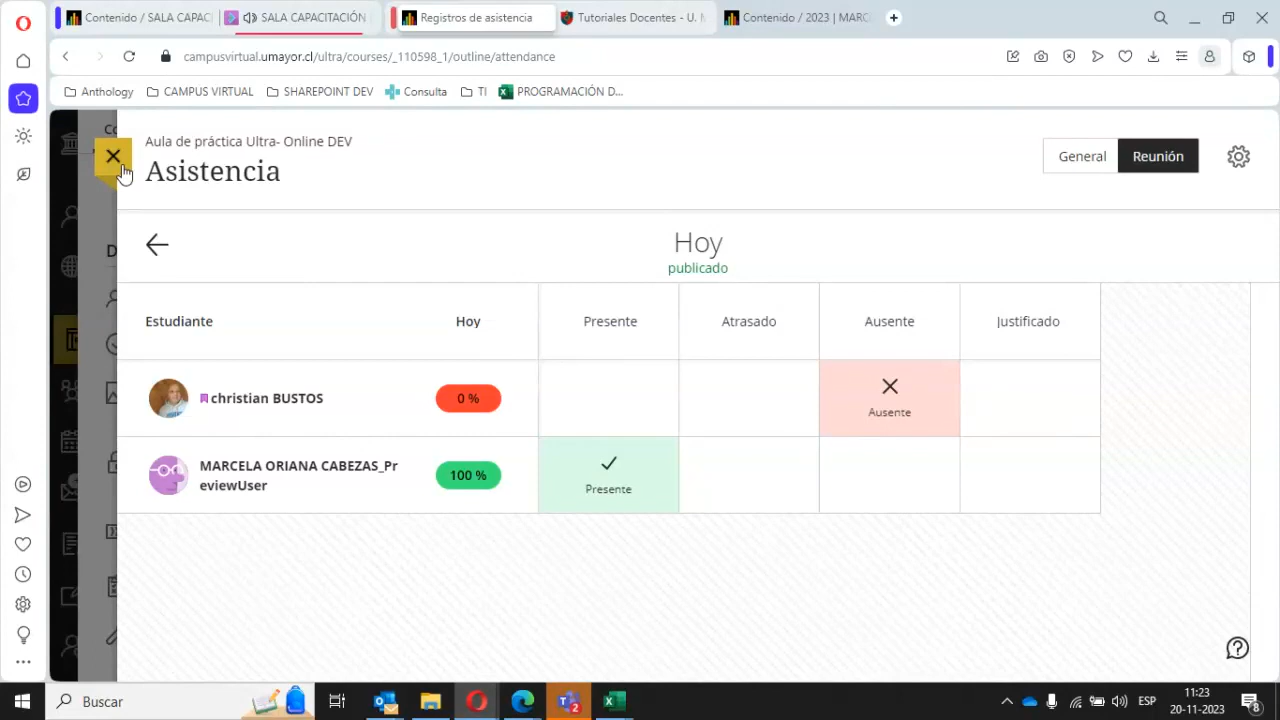 Contenido / SALA CAPACI
SALA CAPACITACIÓN
Registros de asistencia
Tutoriales Docentes - U. M
Contenido / 2023 | MARC
campusvirtual.umayor.cl/ultra/courses/_110598_1/outline/attendance
Anthology
CAMPUS VIRTUAL
SHAREPOINT DEV
Consulta
TI
PROGRAMACIÓN D...
Aula de práctica Ultra- Online DEV
Asistencia
General
Reunión
Hoy
publicado
Estudiante
Hoy
Presente
Atrasado
Ausente
Justificado
christian BUSTOS
0 %
Ausente
MARCELA ORIANA CABEZAS_Pr
eviewUser
100 %
Presente
Buscar
2
ESP
11:23
20-11-2023
8